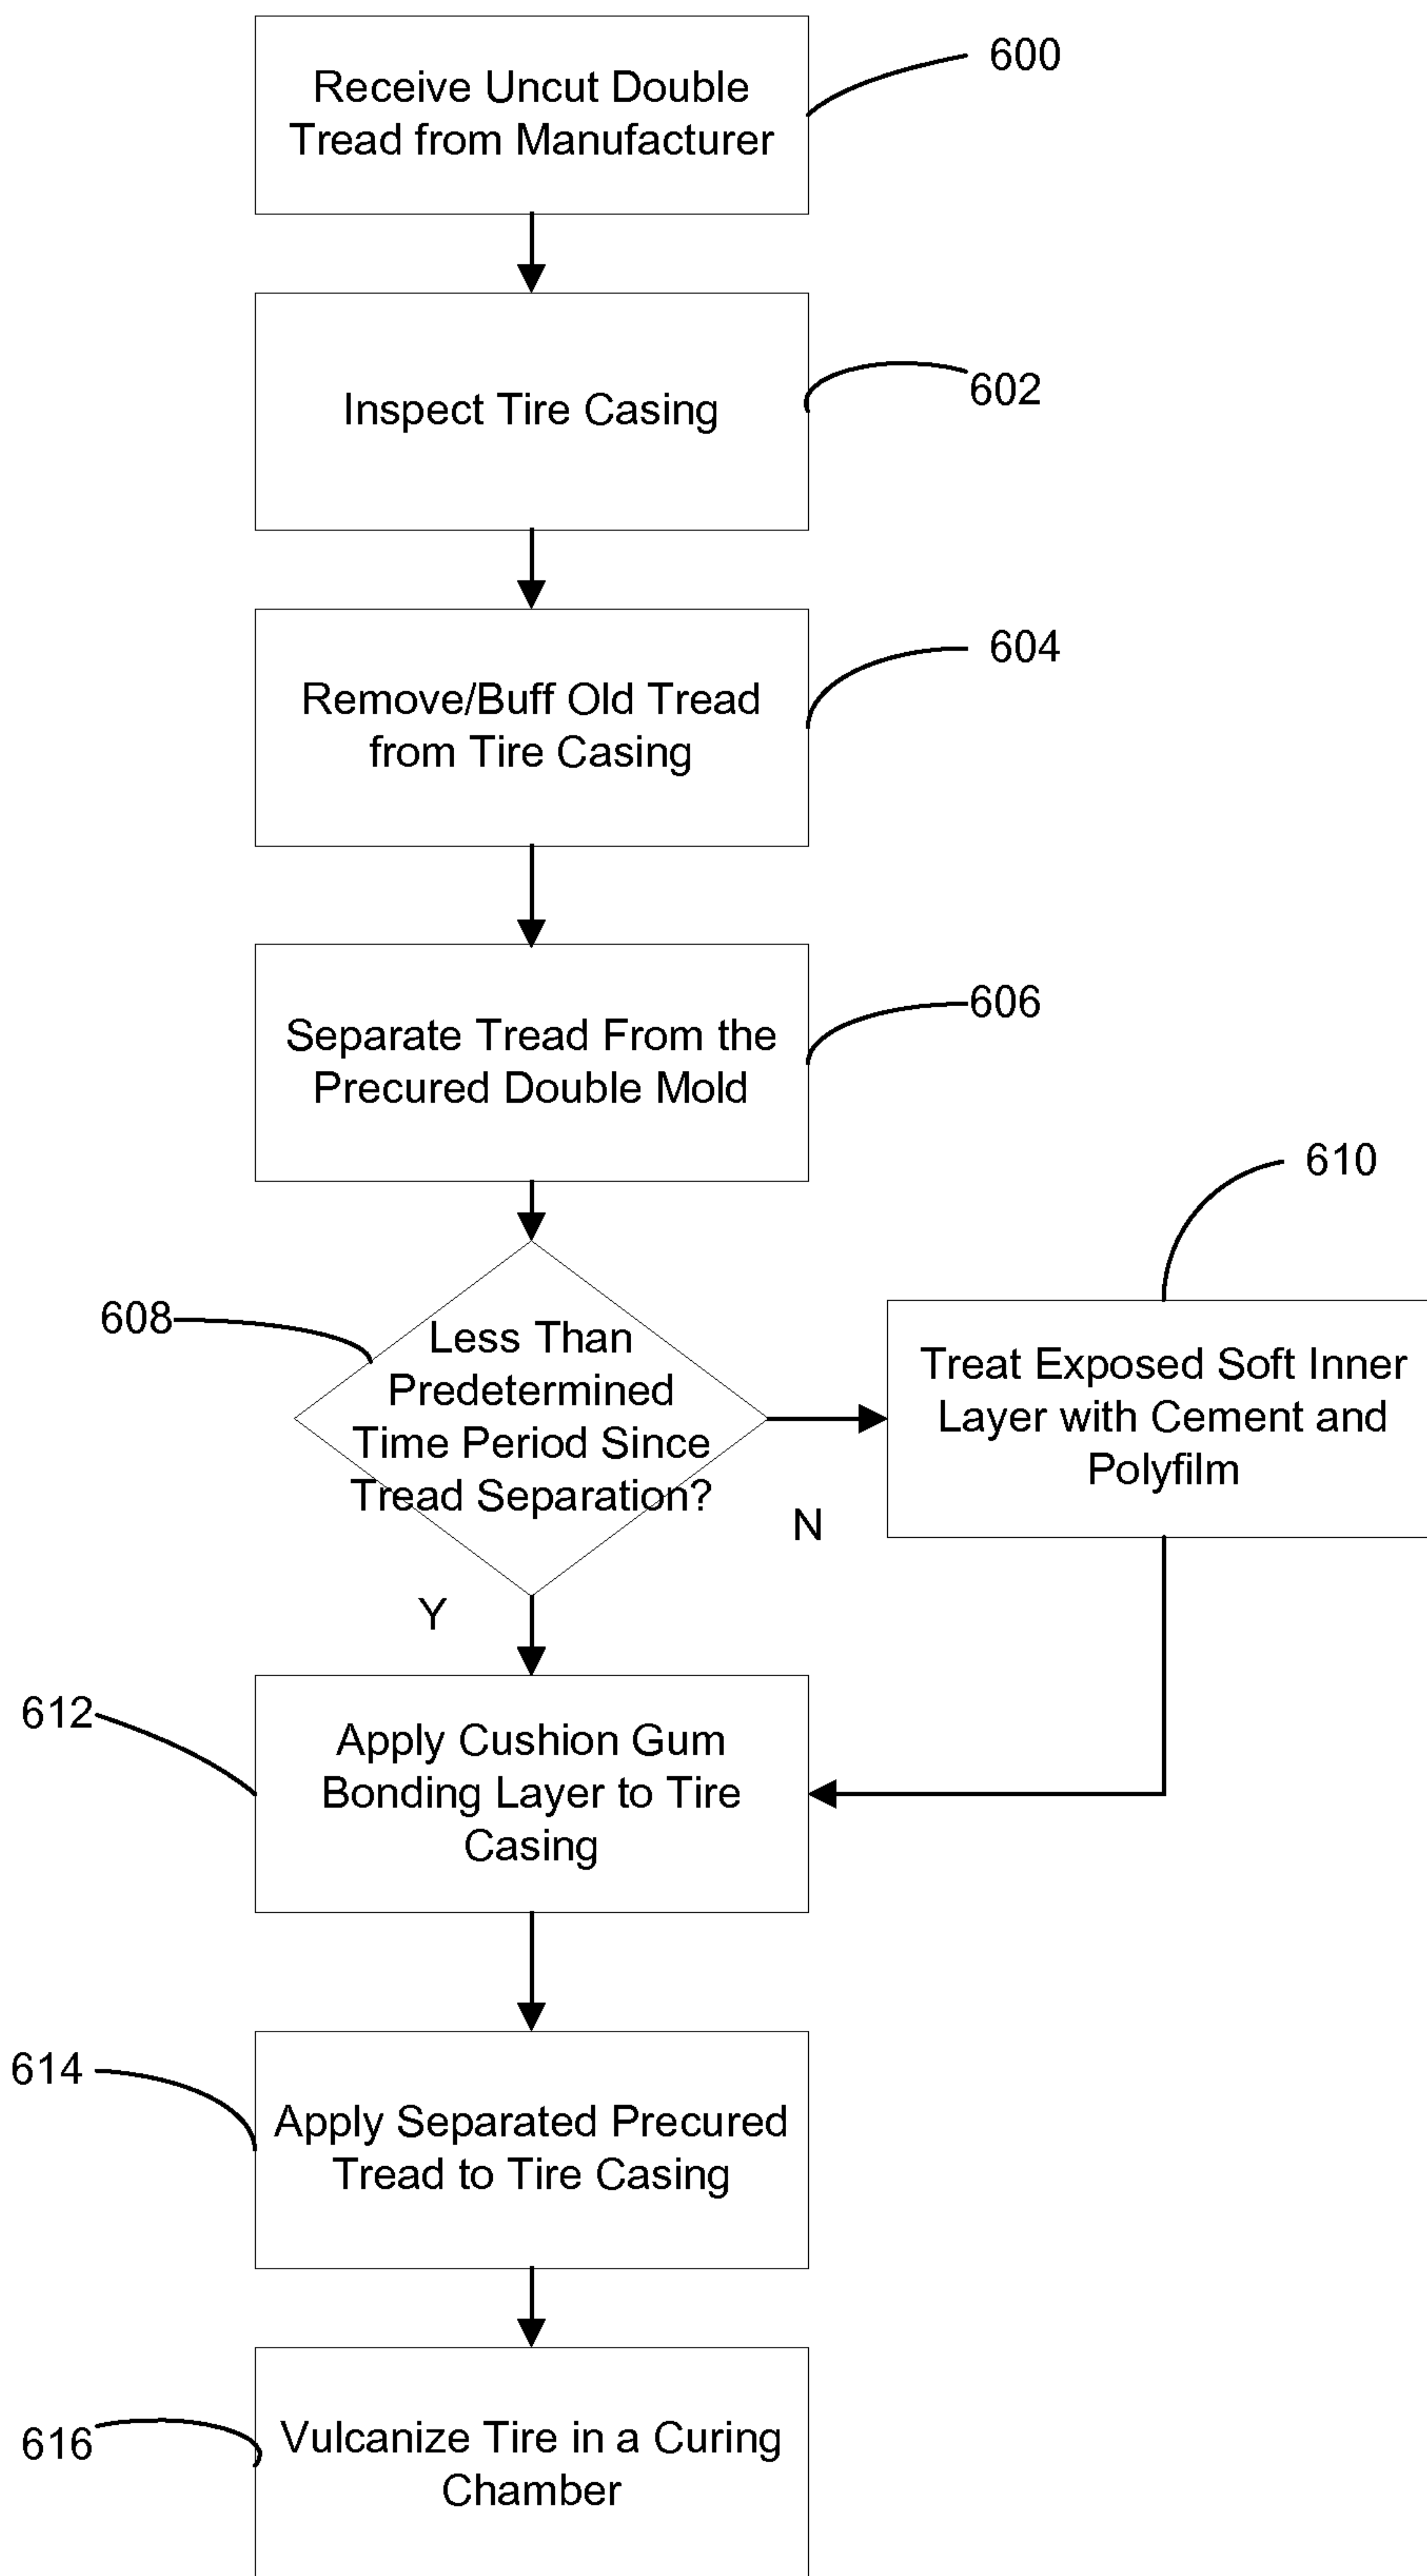 600
Receive Uncut Double
Tread from Manufacturer
602
Inspect Tire Casing
604
Remove/Buff Old Tread
from Tire Casing
606
Separate Tread From the
Precured Double Mold
610
608
Less Than
Predetermined
Time Period Since
Tread Separation?
Treat Exposed Soft Inner
Layer with Cement and
Polyfilm
N
Y
612
Apply Cushion Gum
Bonding Layer to Tire
Casing
614
Apply Separated Precured
Tread to Tire Casing
616
Vulcanize Tire in a Curing
Chamber